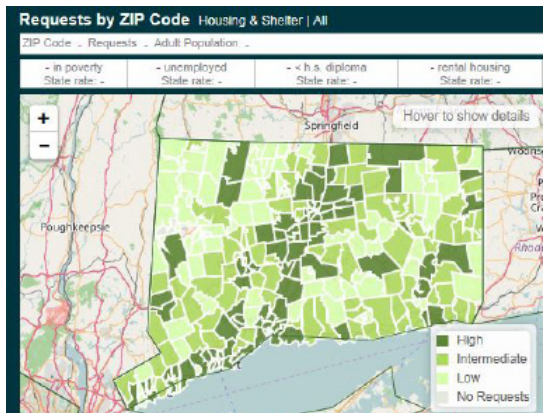 Requests by ZIP Code Housing & Shelter | All
ZIP Code - Requests - Adult Population -
- in poverty
State rate: -
- unemployed
State rate: -
- < h.s. diploma
State rate: -
- rental housing
State rate: -
+
−
Springfield
Hover to show details
Poughkeepsie
High
Intermediate
Low
No Requests